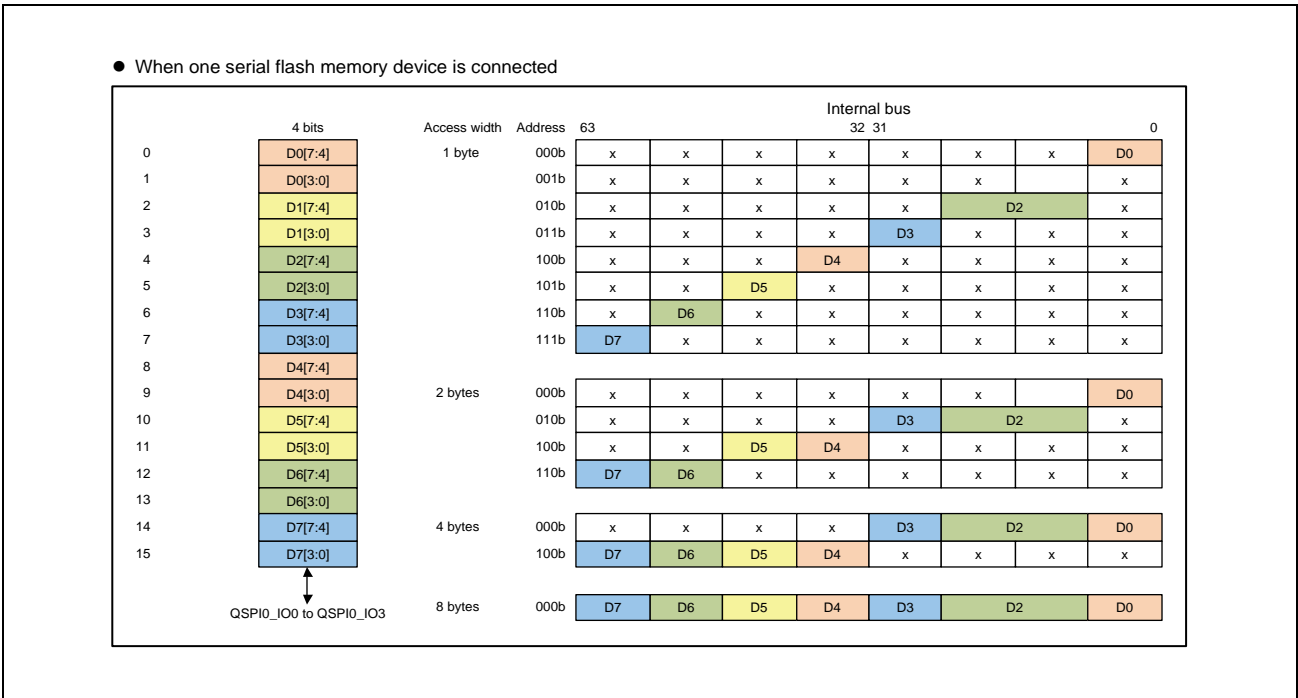 ● When one serial flash memory device is connected
Internal bus
4 bits Access width Address 63 32 31 0
0 D0[7:4] 1 byte 000b x x x x x x x D0
1 D0[3:0] 001b x x x x x x x
2 D1[7:4] 010b x x x x x D2 x
3 D1[3:0] 011b x x x x D3 x x x
4 D2[7:4] 100b x x x D4 x x x x
5 D2[3:0] 101b x x D5 x x x x x
6 D3[7:4] 110b x D6 x x x x x x
7 D3[3:0] 111b D7 x x x x x x x
8 D4[7:4]
9 D4[3:0] 2 bytes 000b x x x x x x D0
10 D5[7:4] 010b x x x x D3 D2 x
11 D5[3:0] 100b x x D5 D4 x x x x
12 D6[7:4] 110b D7 D6 x x x x x x
13 D6[3:0]
14 D7[7:4] 4 bytes 000b x x x x D3 D2 D0
15 D7[3:0] 100b D7 D6 D5 D4 x x x x
QSPI0_IO0 to QSPI0_IO3 8 bytes 000b D7 D6 D5 D4 D3 D2 D0